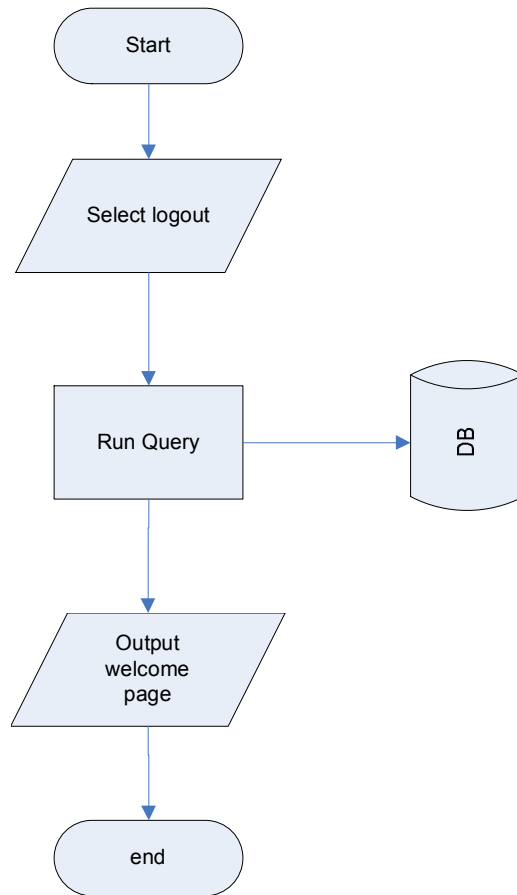 Start
Select logout
Run Query
DB
Output
welcome
page
end